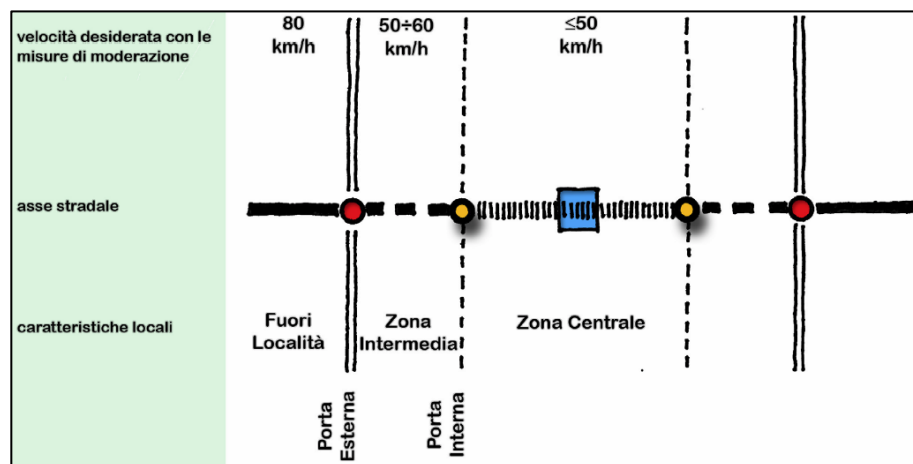 velocità desiderata con le
misure di moderazione
80
km/h
50÷60
km/h
≤50
km/h
asse stradale
caratteristiche locali
Fuori
Località
Zona
Intermedia
Zona Centrale
Porta
Esterna
Porta
Interna